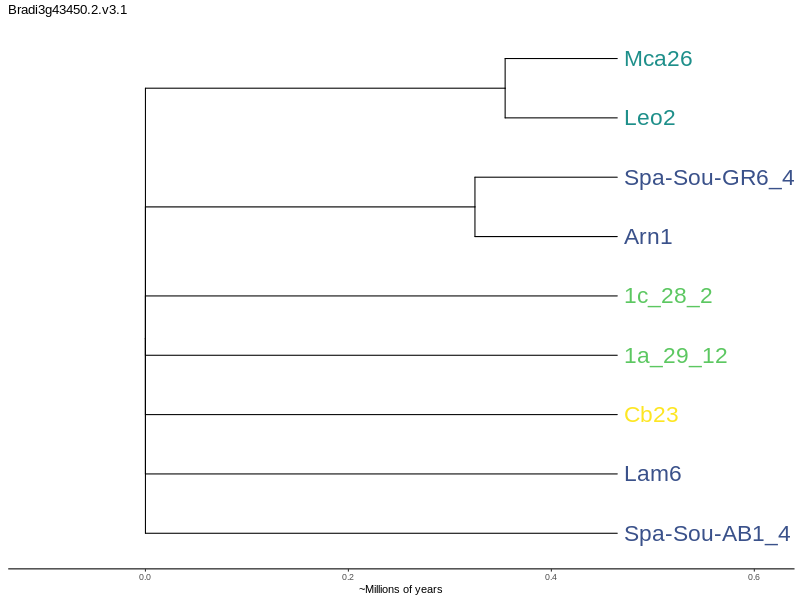 Bradi3g43450.2.v3.1
Mca26
Leo2
Spa-Sou-GR6_4
Arn1
1c_28_2
1a_29_12
Cb23
Lam6
Spa-Sou-AB1_4
0.0 0.2 0.4 0.6
~Millions of years